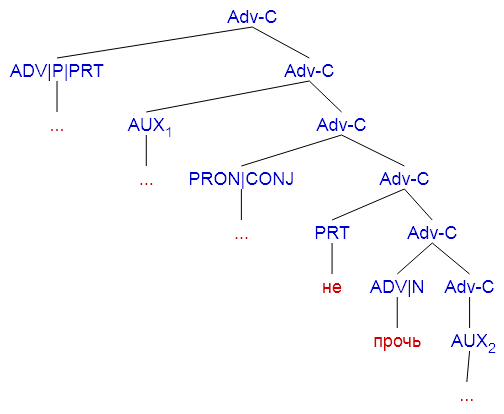 Adv-C
ADV|P|PRT Adv-C
... AUX₁ Adv-C
... PRON|CONJ Adv-C
... PRT Adv-C
не ADV|N Adv-C
прочь AUX₂
...